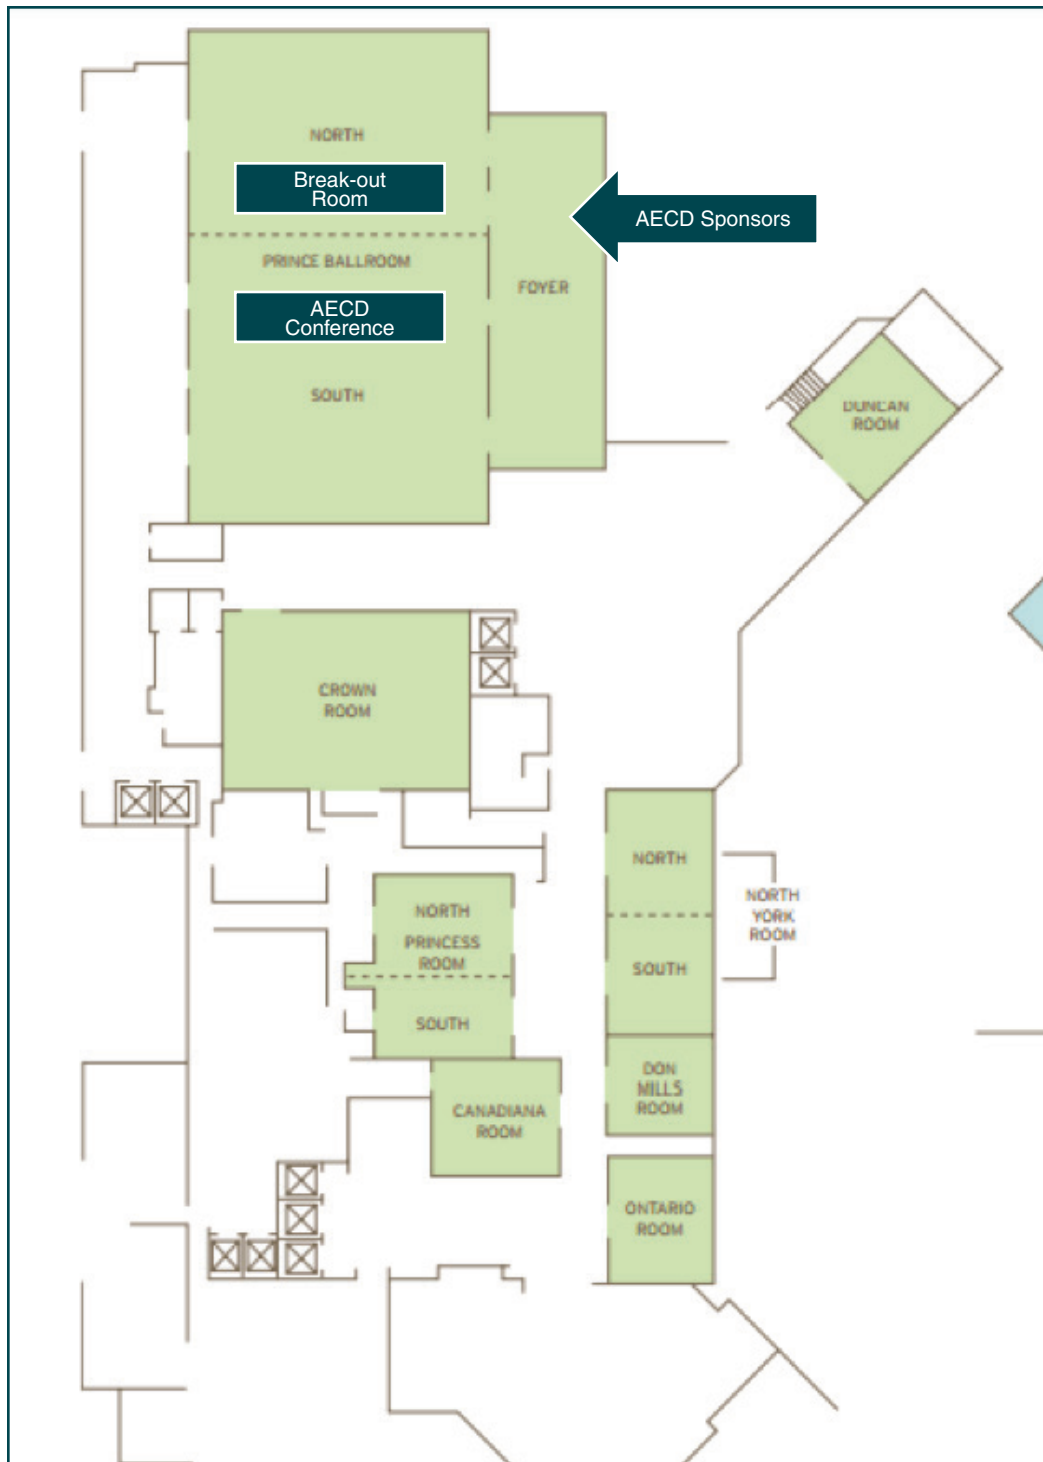 NORTH
Break-out
Room
AECD Sponsors
PRINCE BALLROOM
FOYER
AECD
Conference
SOUTH
DUNCAN
ROOM
CROWN
ROOM
NORTH
NORTH
YORK
ROOM
NORTH
PRINCESS
ROOM
SOUTH
SOUTH
DON
MILLS
ROOM
CANADIANA
ROOM
ONTARIO
ROOM